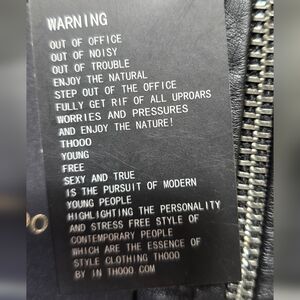 WARNING
OUT OF OFFICE
OUT OF NOISY
OUT OF TROUBLE
ENJOY THE NATURAL
STEP OUT OF THE OFFICE
FULLY GET RIF OF ALL UPROARS
WORRIES AND PRESSURES
AND ENJOY THE NATURE!
THOOO
YOUNG
FREE
SEXY AND TRUE
IS THE PURSUIT OF MODERN
YOUNG PEOPLE
HIGHLIGHTING THE PERSONALITY
AND STRESS FREE STYLE OF
CONTEMPORARY PEOPLE
WHICH ARE THE ESSENCE OF
STYLE CLOTHING THOOO
BY IN THOOO COM